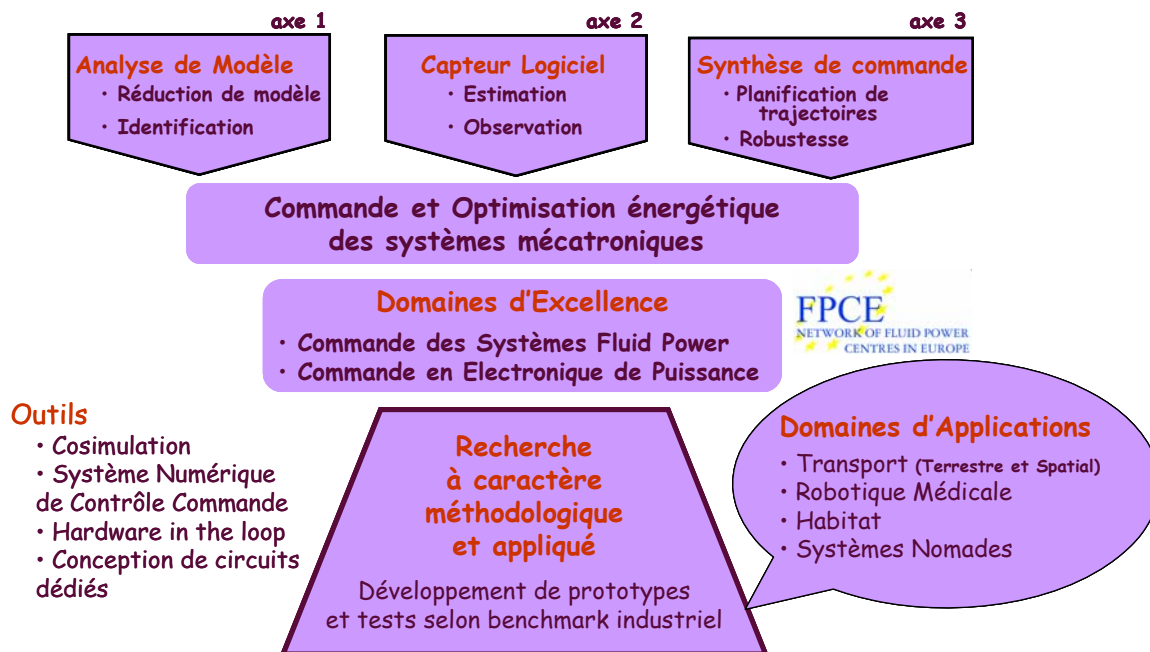 axe 1
axe 2
axe 3
Analyse de Modèle
• Réduction de modèle
• Identification
Capteur Logiciel
• Estimation
• Observation
Synthèse de commande
• Planification de
trajectoires
• Robustesse
Commande et Optimisation énergétique
des systèmes mécatroniques
Domaines d'Excellence
• Commande des Systèmes Fluid Power
• Commande en Electronique de Puissance
FPCE
NETWORK OF FLUID POWER
CENTRES IN EUROPE
Outils
• Cosimulation
• Système Numérique
de Contrôle Commande
• Hardware in the loop
• Conception de circuits
dédiés
Recherche
à caractère
méthodologique
et appliqué
Développement de prototypes
et tests selon benchmark industriel
Domaines d'Applications
• Transport (Terrestre et Spatial)
• Robotique Médicale
• Habitat
• Systèmes Nomades